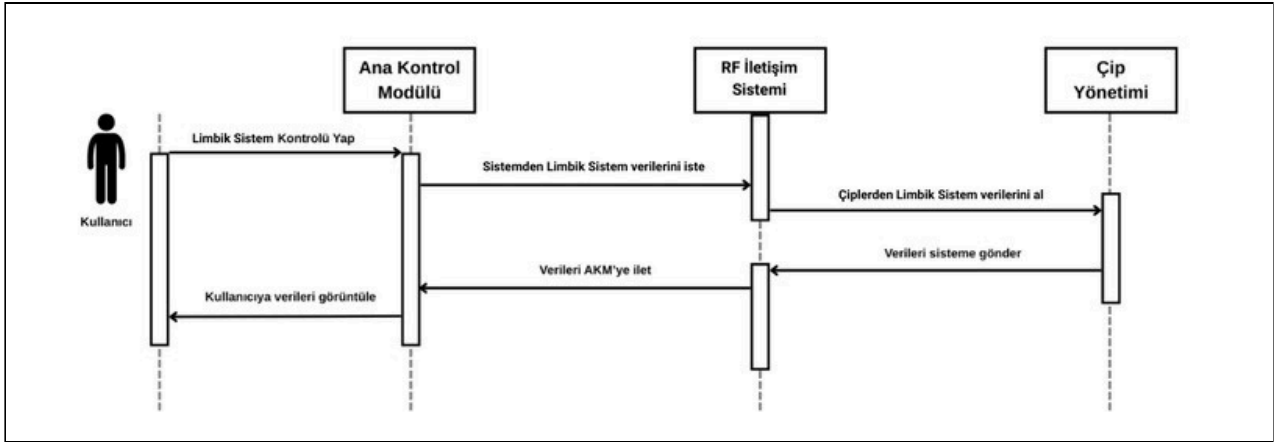 Ana Kontrol
Modülü
RF İletişim
Sistemi
Çip
Yönetimi
Limbik Sistem Kontrolü Yap
Sistemden Limbik Sistem verilerini iste
Çiplerden Limbik Sistem verilerini al
Kullanıcı
Verileri sisteme gönder
Verileri AKM'ye ilet
Kullanıcıya verileri görüntüle